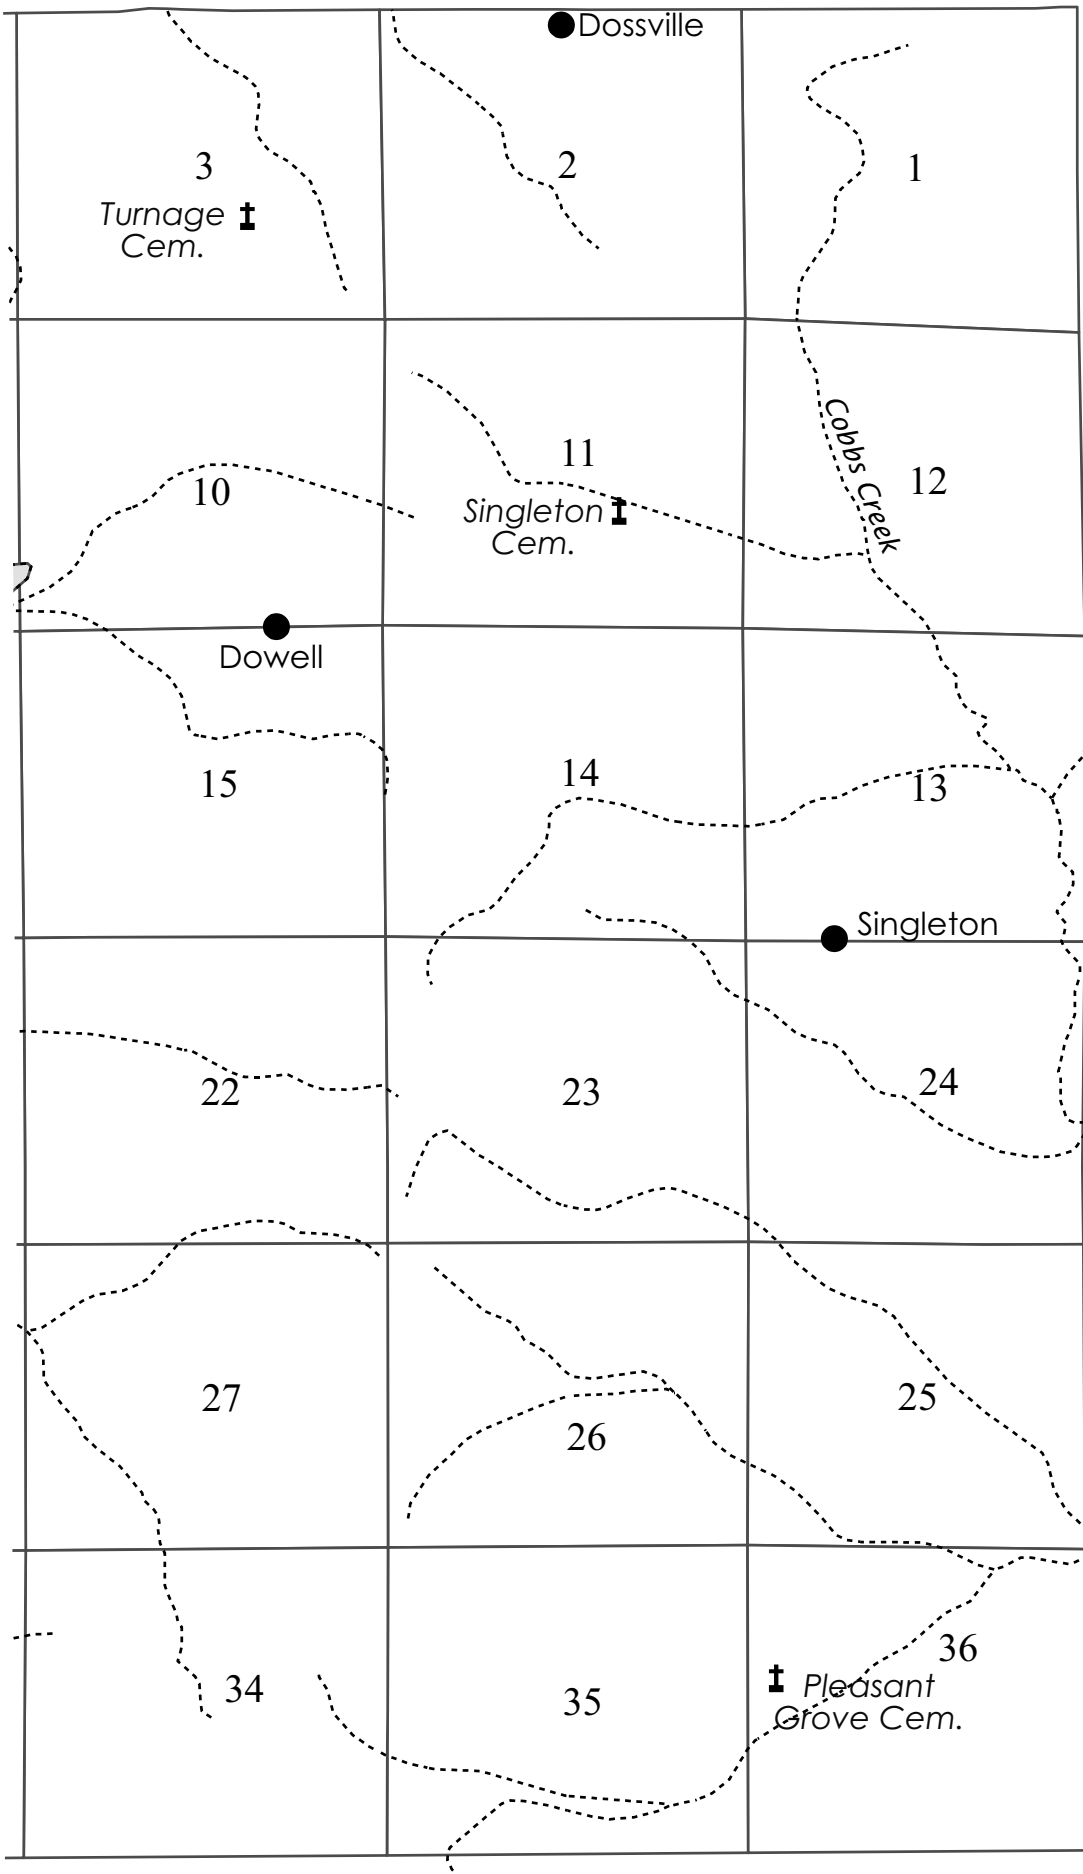 Dossville
3
2
1
Turnage
Cem.
Cobbs Creek
10
11
12
Singleton
Cem.
Dowell
15
14
13
Singleton
22
23
24
27
26
25
34
35
36
Pleasant
Grove Cem.